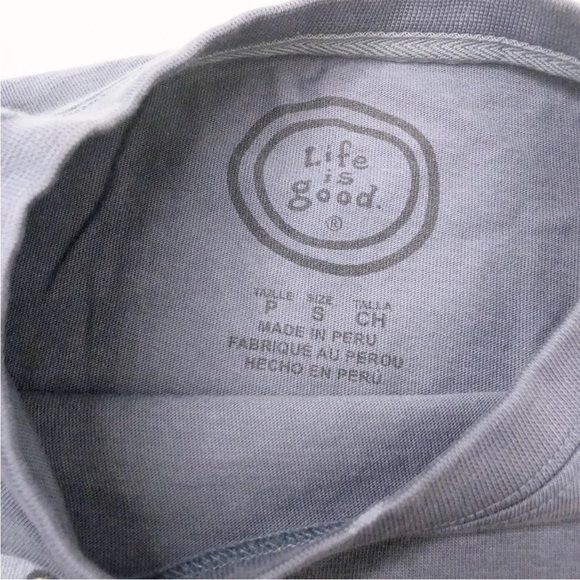 Life
is
good.
®
TAILLE SIZE TALLA
P S CH
MADE IN PERU
FABRIQUE AU PEROU
HECHO EN PERU